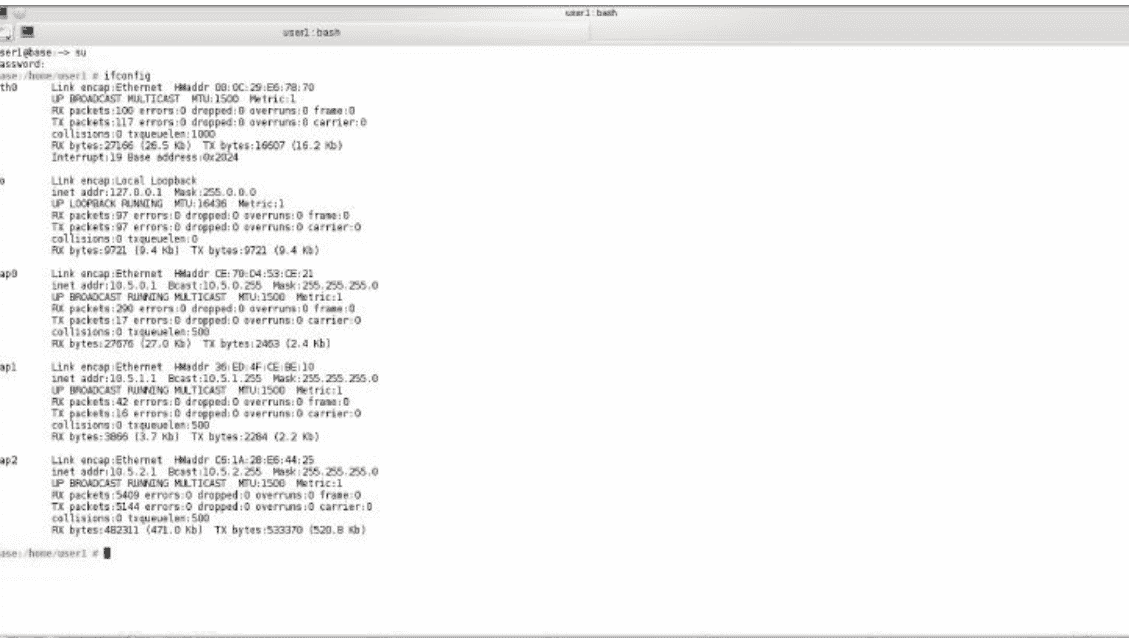 user1 : bash
user1 : bash
ser1@base:~> su
assword:
ase:/home/user1 # ifconfig
th0 Link encap:Ethernet HWaddr 00:0C:29:E6:78:70
UP BROADCAST MULTICAST MTU:1500 Metric:1
RX packets:100 errors:0 dropped:0 overruns:0 frame:0
TX packets:117 errors:0 dropped:0 overruns:0 carrier:0
collisions:0 txqueuelen:1000
RX bytes:27166 (26.5 Kb) TX bytes:16607 (16.2 Kb)
Interrupt:19 Base address:0x2024
o Link encap:Local Loopback
inet addr:127.0.0.1 Mask:255.0.0.0
UP LOOPBACK RUNNING MTU:16436 Metric:1
RX packets:97 errors:0 dropped:0 overruns:0 frame:0
TX packets:97 errors:0 dropped:0 overruns:0 carrier:0
collisions:0 txqueuelen:0
RX bytes:9721 (9.4 Kb) TX bytes:9721 (9.4 Kb)
ap0 Link encap:Ethernet HWaddr CE:70:D4:53:CE:21
inet addr:10.5.0.1 Bcast:10.5.0.255 Mask:255.255.255.0
UP BROADCAST RUNNING MULTICAST MTU:1500 Metric:1
RX packets:290 errors:0 dropped:0 overruns:0 frame:0
TX packets:17 errors:0 dropped:0 overruns:0 carrier:0
collisions:0 txqueuelen:500
RX bytes:27676 (27.0 Kb) TX bytes:2463 (2.4 Kb)
ap1 Link encap:Ethernet HWaddr 36:ED:4F:CE:BE:10
inet addr:10.5.1.1 Bcast:10.5.1.255 Mask:255.255.255.0
UP BROADCAST RUNNING MULTICAST MTU:1500 Metric:1
RX packets:42 errors:0 dropped:0 overruns:0 frame:0
TX packets:16 errors:0 dropped:0 overruns:0 carrier:0
collisions:0 txqueuelen:500
RX bytes:3866 (3.7 Kb) TX bytes:2284 (2.2 Kb)
ap2 Link encap:Ethernet HWaddr C6:1A:28:E6:44:25
inet addr:10.5.2.1 Bcast:10.5.2.255 Mask:255.255.255.0
UP BROADCAST RUNNING MULTICAST MTU:1500 Metric:1
RX packets:5409 errors:0 dropped:0 overruns:0 frame:0
TX packets:5144 errors:0 dropped:0 overruns:0 carrier:0
collisions:0 txqueuelen:500
RX bytes:482311 (471.0 Kb) TX bytes:533370 (520.8 Kb)
ase:/home/user1 #